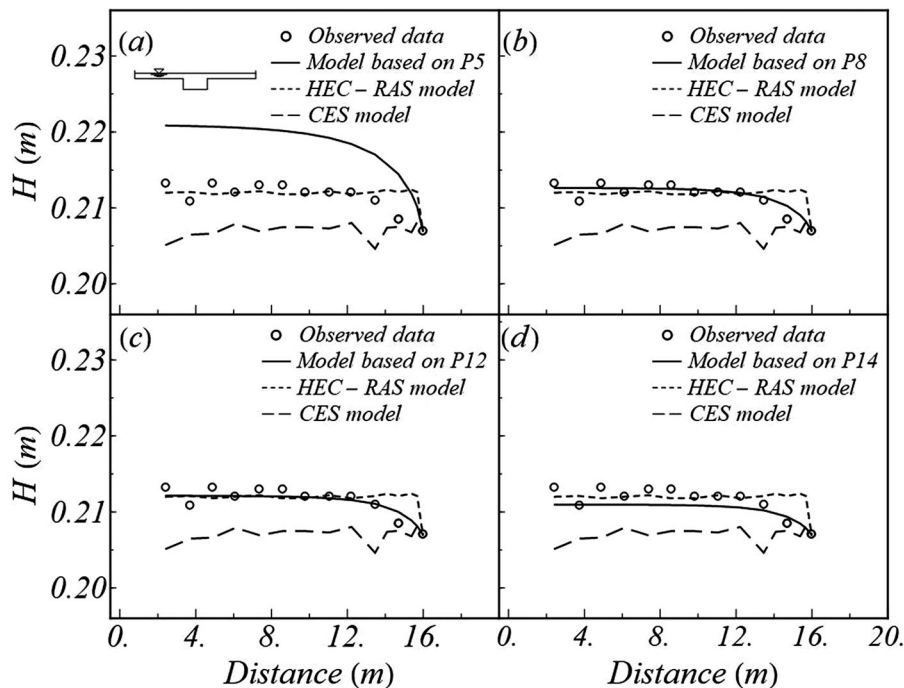 (a)
Observed data
Model based on P5
HEC – RAS model
CES model
(b)
Observed data
Model based on P8
HEC – RAS model
CES model
0.23
0.22
0.21
0.20
H (m)
(c)
Observed data
Model based on P12
HEC – RAS model
CES model
(d)
Observed data
Model based on P14
HEC – RAS model
CES model
0.23
0.22
0.21
0.20
H (m)
0. 4. 8. 12. 16. 0. 4. 8. 12. 16. 20.
Distance (m) Distance (m)